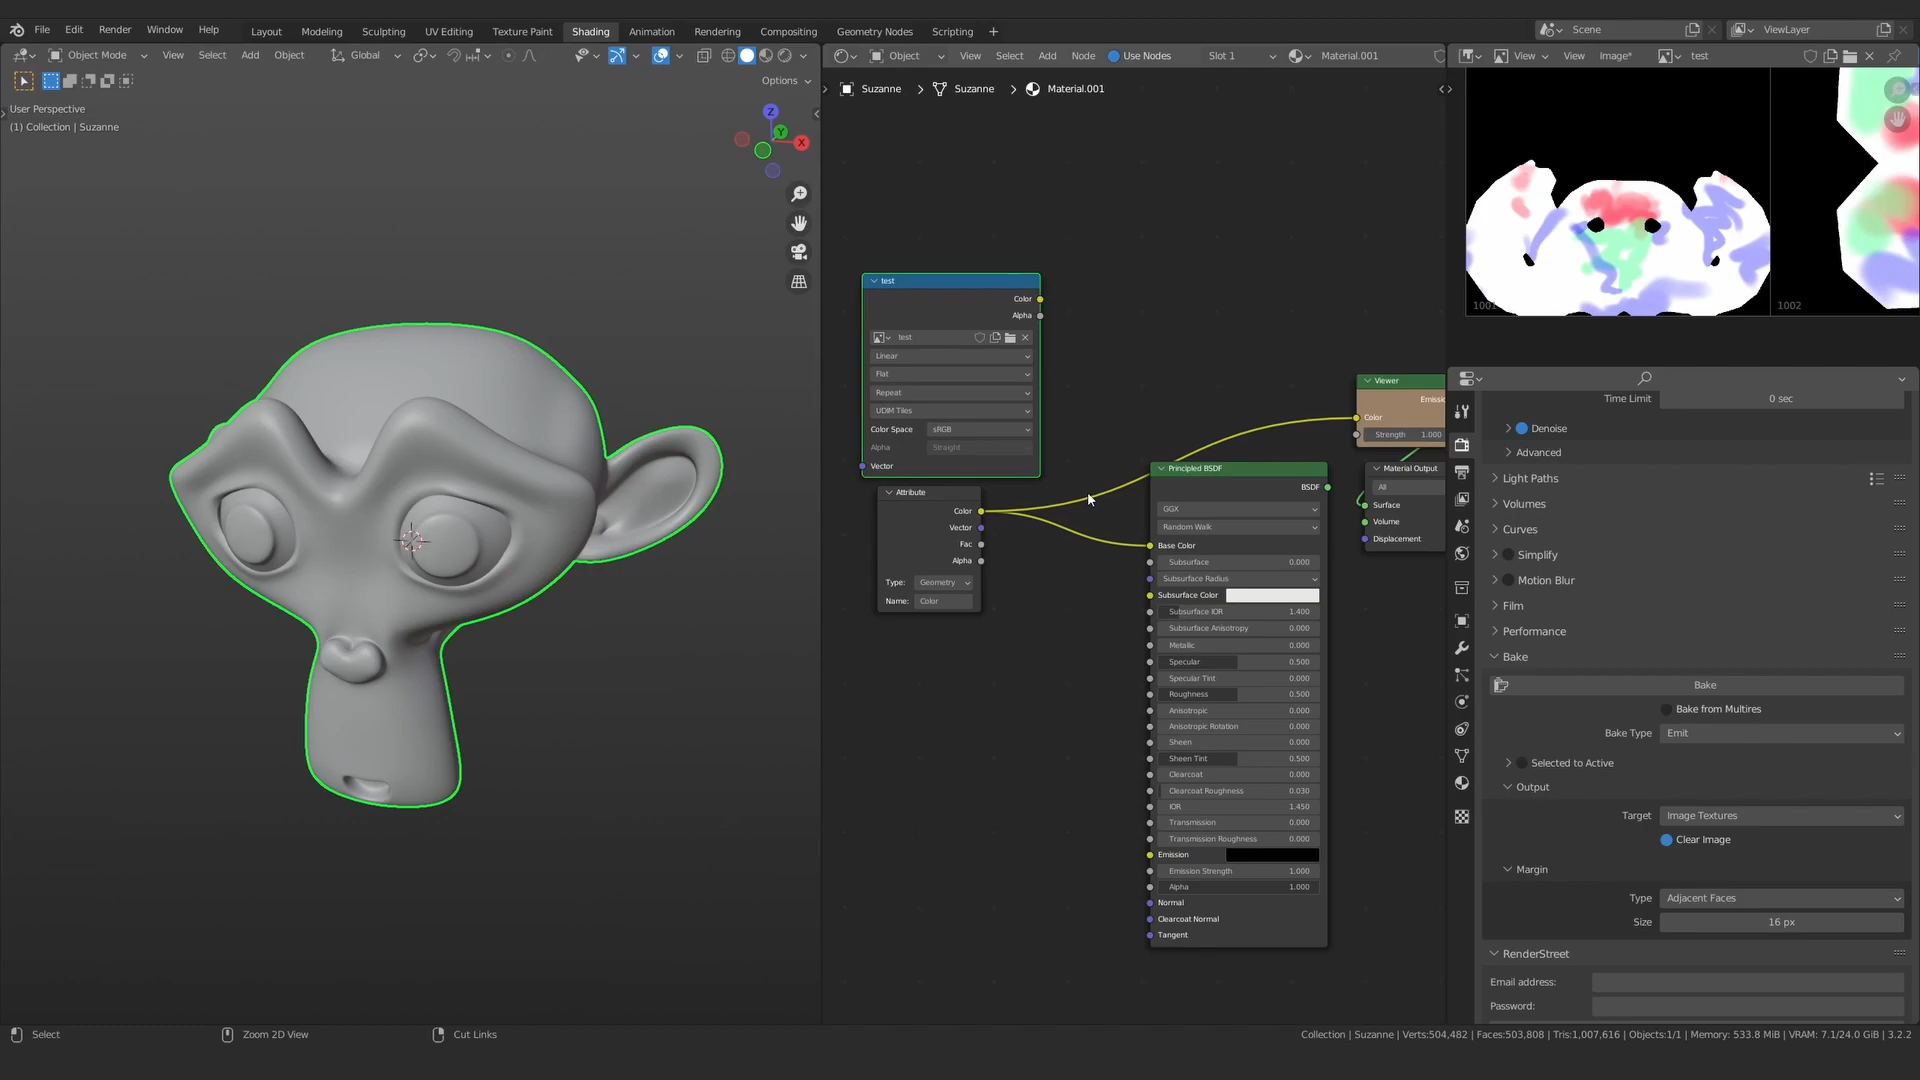 File Edit Render Window Help Layout Modeling Sculpting UV Editing Texture Paint Shading Animation Rendering Compositing Geometry Nodes Scripting + Scene ViewLayer
Object Mode View Select Add Object Global
Object View Select Add Node Use Nodes Slot 1 Material.001
View View Image* test
Options
User Perspective
(1) Collection | Suzanne
Z
Y
X
Suzanne > Suzanne > Material.001
1001
1002
test
Color
Alpha
test
Linear
Flat
Repeat
UDIM Tiles
Color Space sRGB
Alpha Straight
Vector
Attribute
Color
Vector
Fac
Alpha
Type: Geometry
Name: Color
Principled BSDF
BSDF
GGX
Random Walk
Base Color
Subsurface 0.000
Subsurface Radius
Subsurface Color
Subsurface IOR 1.400
Subsurface Anisotropy 0.000
Metallic 0.000
Specular 0.500
Specular Tint 0.000
Roughness 0.500
Anisotropic 0.000
Anisotropic Rotation 0.000
Sheen 0.000
Sheen Tint 0.500
Clearcoat 0.000
Clearcoat Roughness 0.030
IOR 1.450
Transmission 0.000
Transmission Roughness 0.000
Emission
Emission Strength 1.000
Alpha 1.000
Normal
Clearcoat Normal
Tangent
Viewer
Emissio
Color
Strength 1.000
Material Output
All
Surface
Volume
Displacement
Time Limit 0 sec
Denoise
Advanced
Light Paths
Volumes
Curves
Simplify
Motion Blur
Film
Performance
Bake
Bake
Bake from Multires
Bake Type Emit
Selected to Active
Output
Target Image Textures
Clear Image
Margin
Type Adjacent Faces
Size 16 px
RenderStreet
Email address:
Password:
Select Zoom 2D View Cut Links Collection | Suzanne | Verts:504,482 | Faces:503,808 | Tris:1,007,616 | Objects:1/1 | Memory: 533.8 MiB | VRAM: 7.1/24.0 GiB | 3.2.2